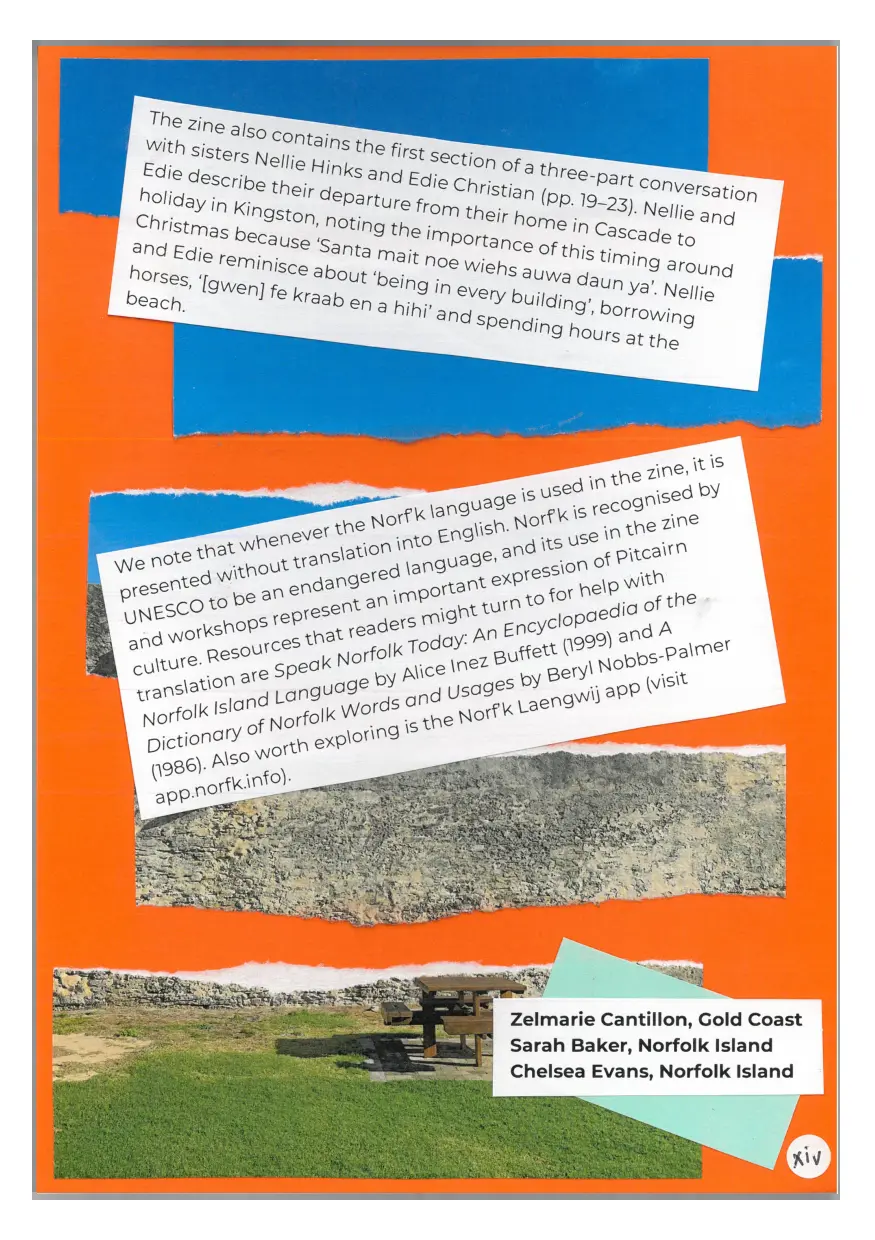 The zine also contains the first section of a three-part conversation
with sisters Nellie Hinks and Edie Christian (pp. 19–23). Nellie and
Edie describe their departure from their home in Cascade to
holiday in Kingston, noting the importance of this timing around
Christmas because ‘Santa mait noe wiehs auwa daun ya’. Nellie
and Edie reminisce about ‘being in every building’, borrowing
horses, ‘[gwen] fe kraab en a hihi’ and spending hours at the
beach.
We note that whenever the Norf’k language is used in the zine, it is
presented without translation into English. Norf’k is recognised by
UNESCO to be an endangered language, and its use in the zine
and workshops represent an important expression of Pitcairn
culture. Resources that readers might turn to for help with
translation are Speak Norfolk Today: An Encyclopaedia of the
Norfolk Island Language by Alice Inez Buffett (1999) and A
Dictionary of Norfolk Words and Usages by Beryl Nobbs-Palmer
(1986). Also worth exploring is the Norf’k Laengwij app (visit
app.norfk.info).
Zelmarie Cantillon, Gold Coast
Sarah Baker, Norfolk Island
Chelsea Evans, Norfolk Island
xiv